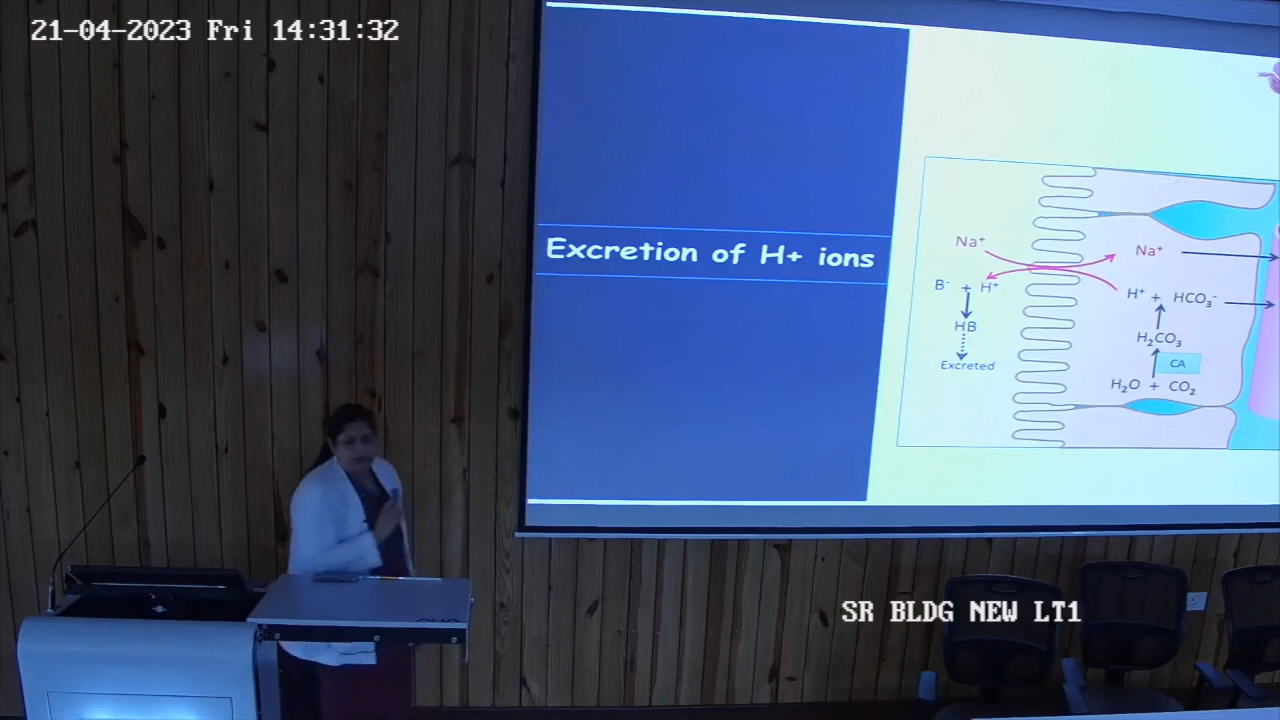 21-04-2023 Fri 14:31:32
Excretion of H+ ions
Na⁺
Na⁺
B⁻ + H⁺
H⁺ + HCO₃⁻
HB
H₂CO₃
Excreted
CA
H₂O + CO₂
SR BLDG NEW LT1